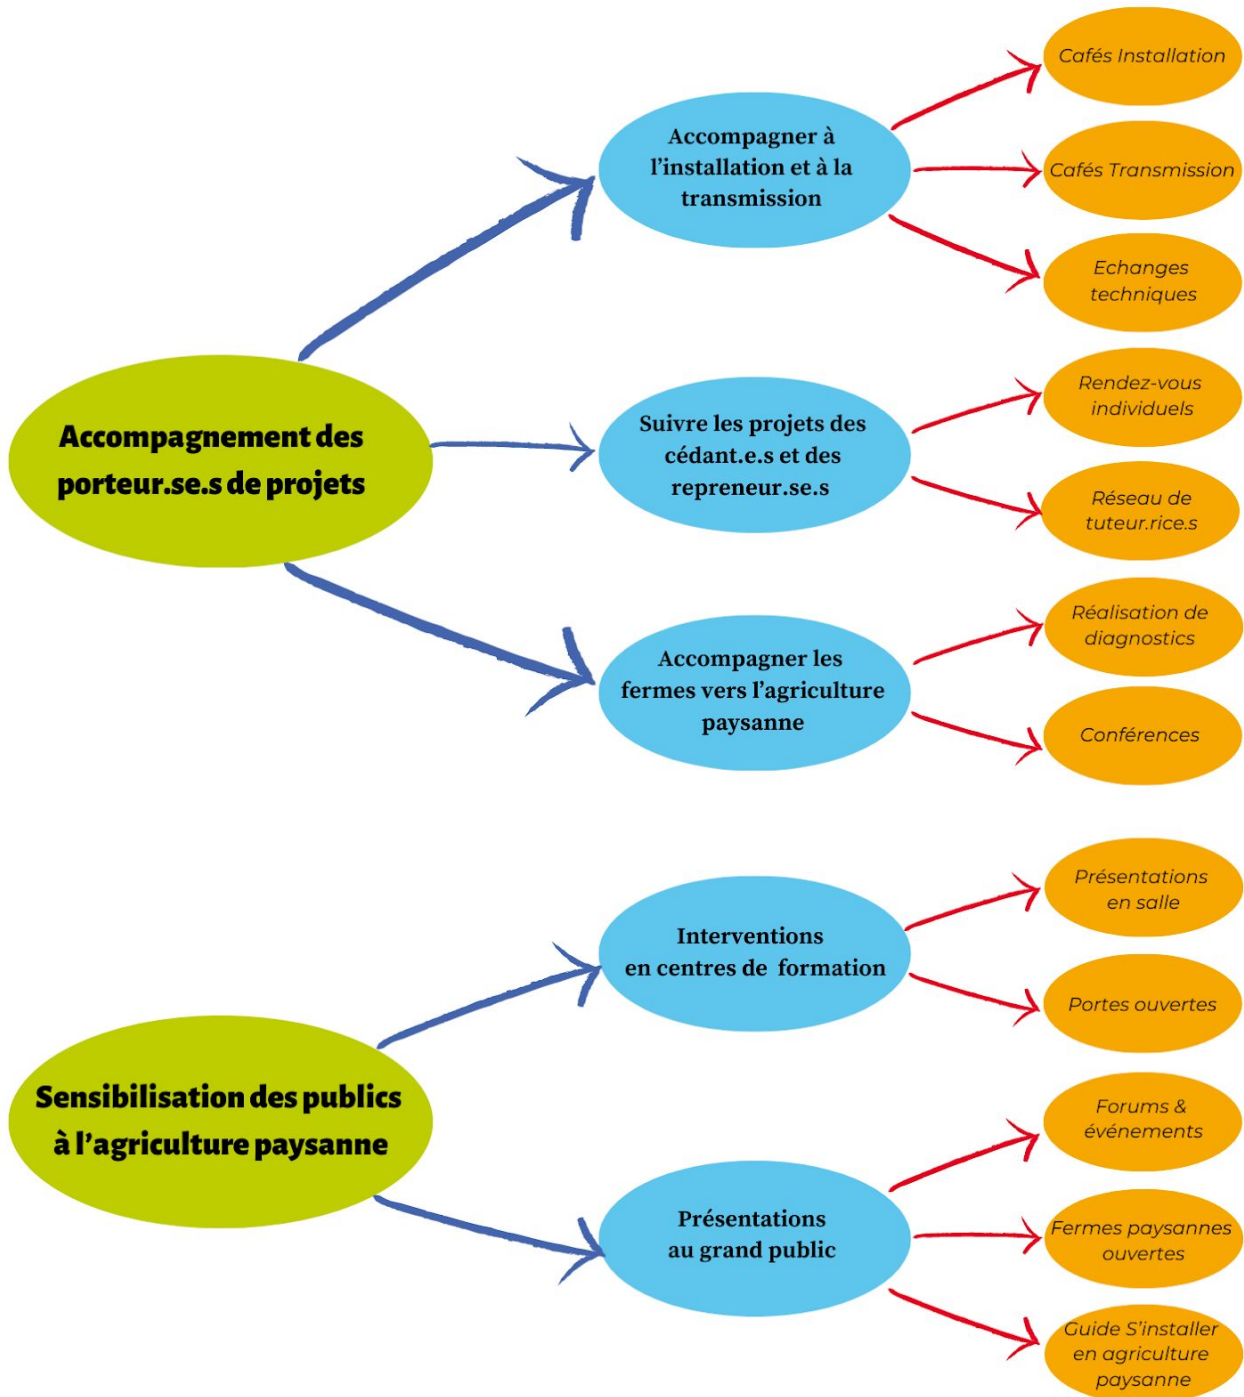 Accompagnement des
porteur.se.s de projets
Accompagner à
l'installation et à la
transmission
Cafés Installation
Cafés Transmission
Echanges
techniques
Suivre les projets des
cédant.e.s et des
repreneur.se.s
Rendez-vous
individuels
Réseau de
tuteur.rice.s
Accompagner les
fermes vers l'agriculture
paysanne
Réalisation de
diagnostics
Conférences
Sensibilisation des publics
à l'agriculture paysanne
Interventions
en centres de formation
Présentations
en salle
Portes ouvertes
Présentations
au grand public
Forums &
événements
Fermes paysannes
ouvertes
Guide S'installer
en agriculture
paysanne